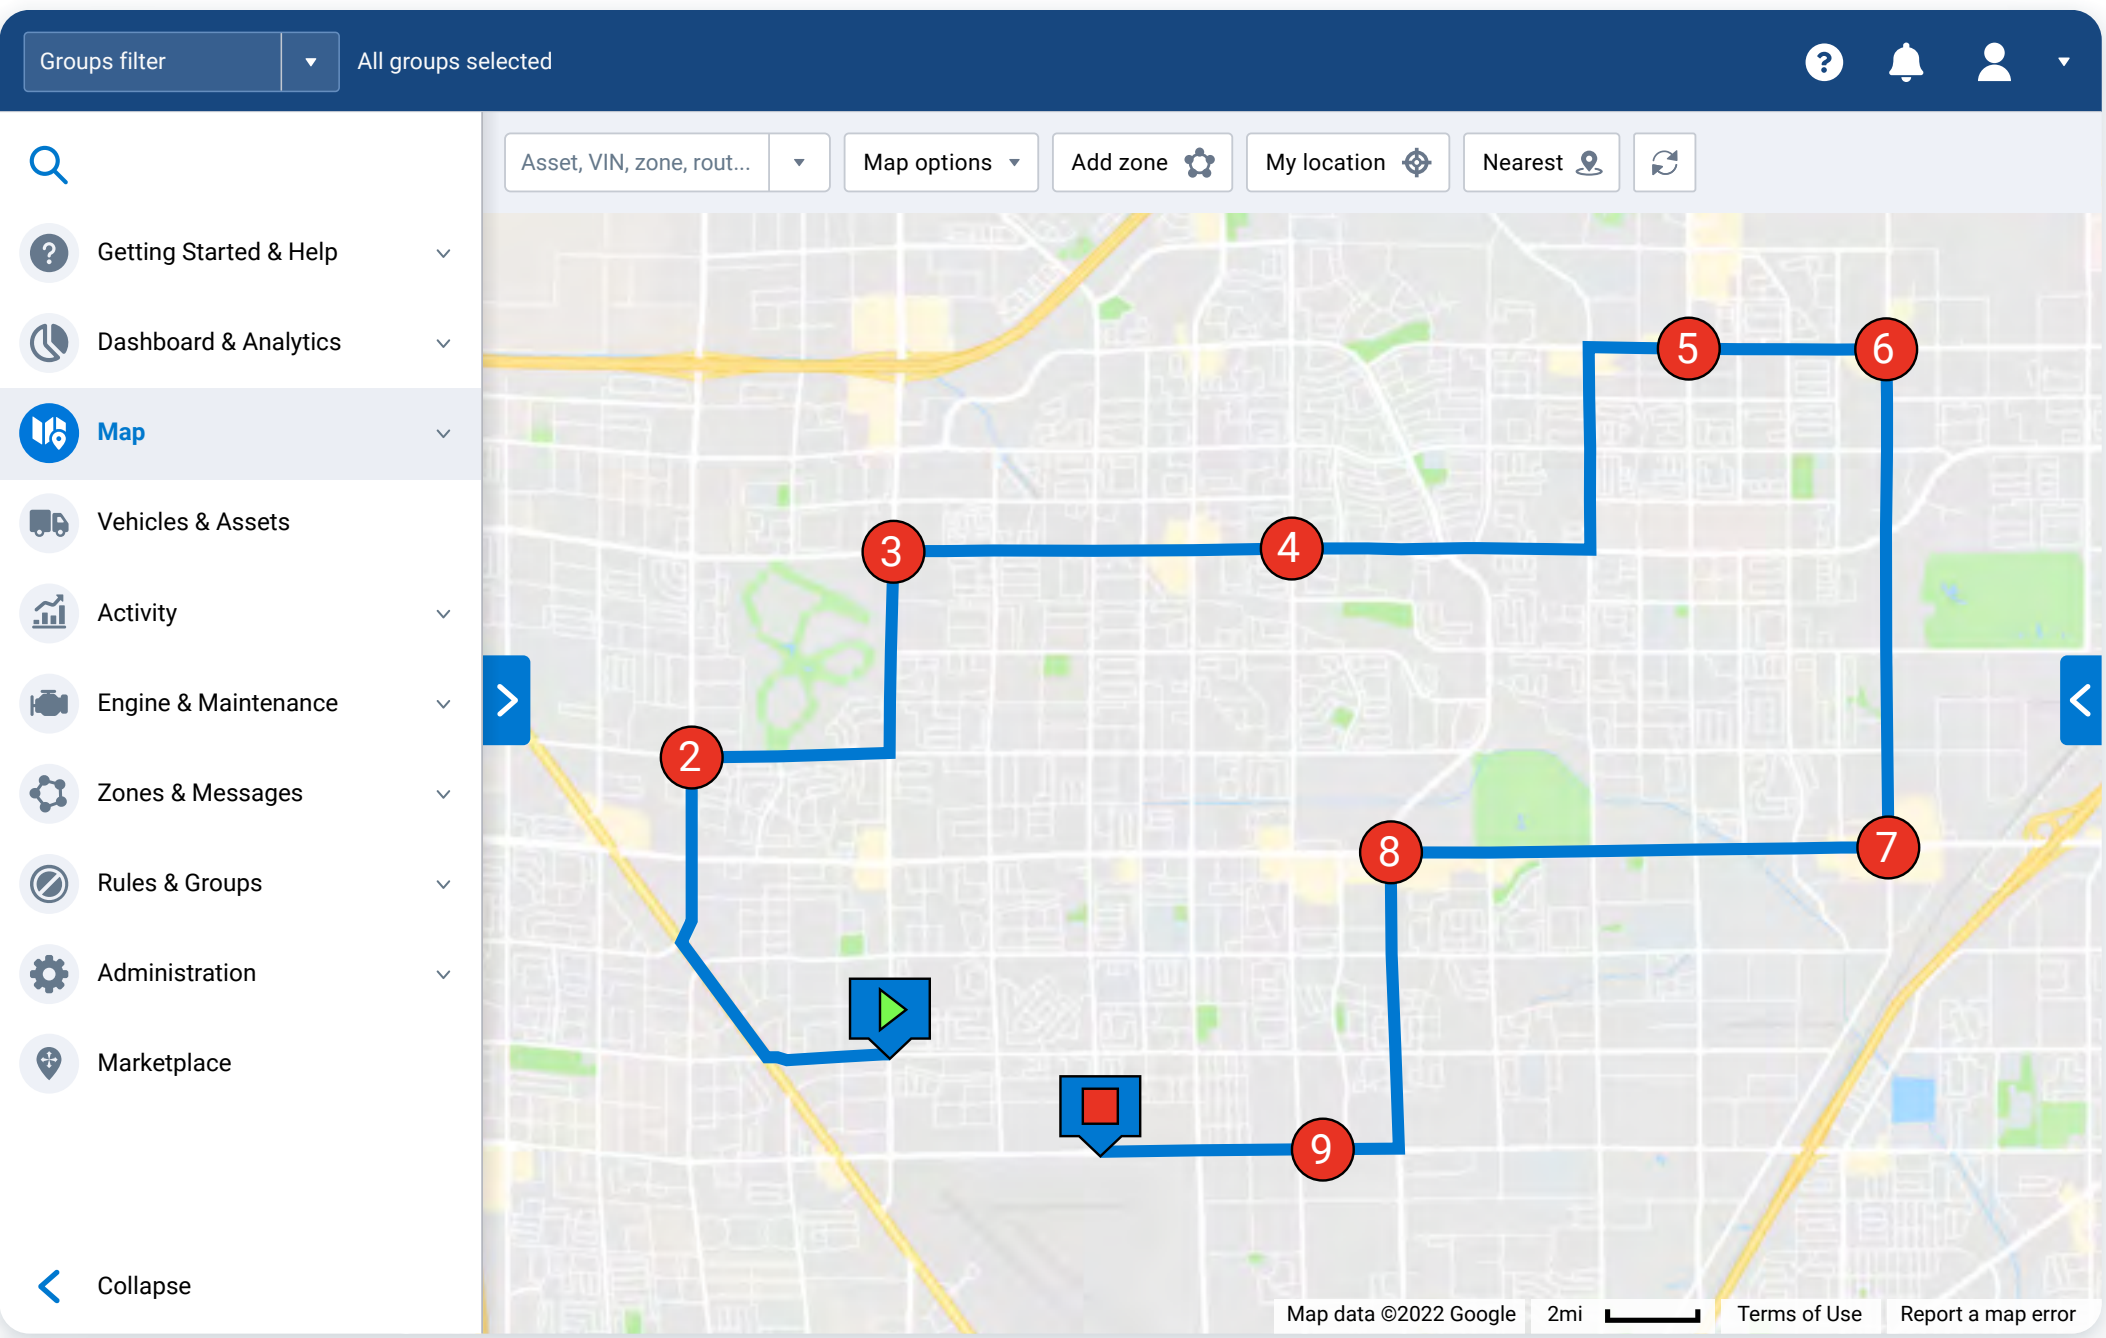 Groups filter
All groups selected
?
Asset, VIN, zone, rout...
Map options
Add zone
My location
Nearest
? Getting Started & Help
Dashboard & Analytics
Map
Vehicles & Assets
Activity
Engine & Maintenance
Zones & Messages
Rules & Groups
Administration
Marketplace
Collapse
5
6
3
4
2
8
7
9
Map data ©2022 Google
2mi
Terms of Use
Report a map error